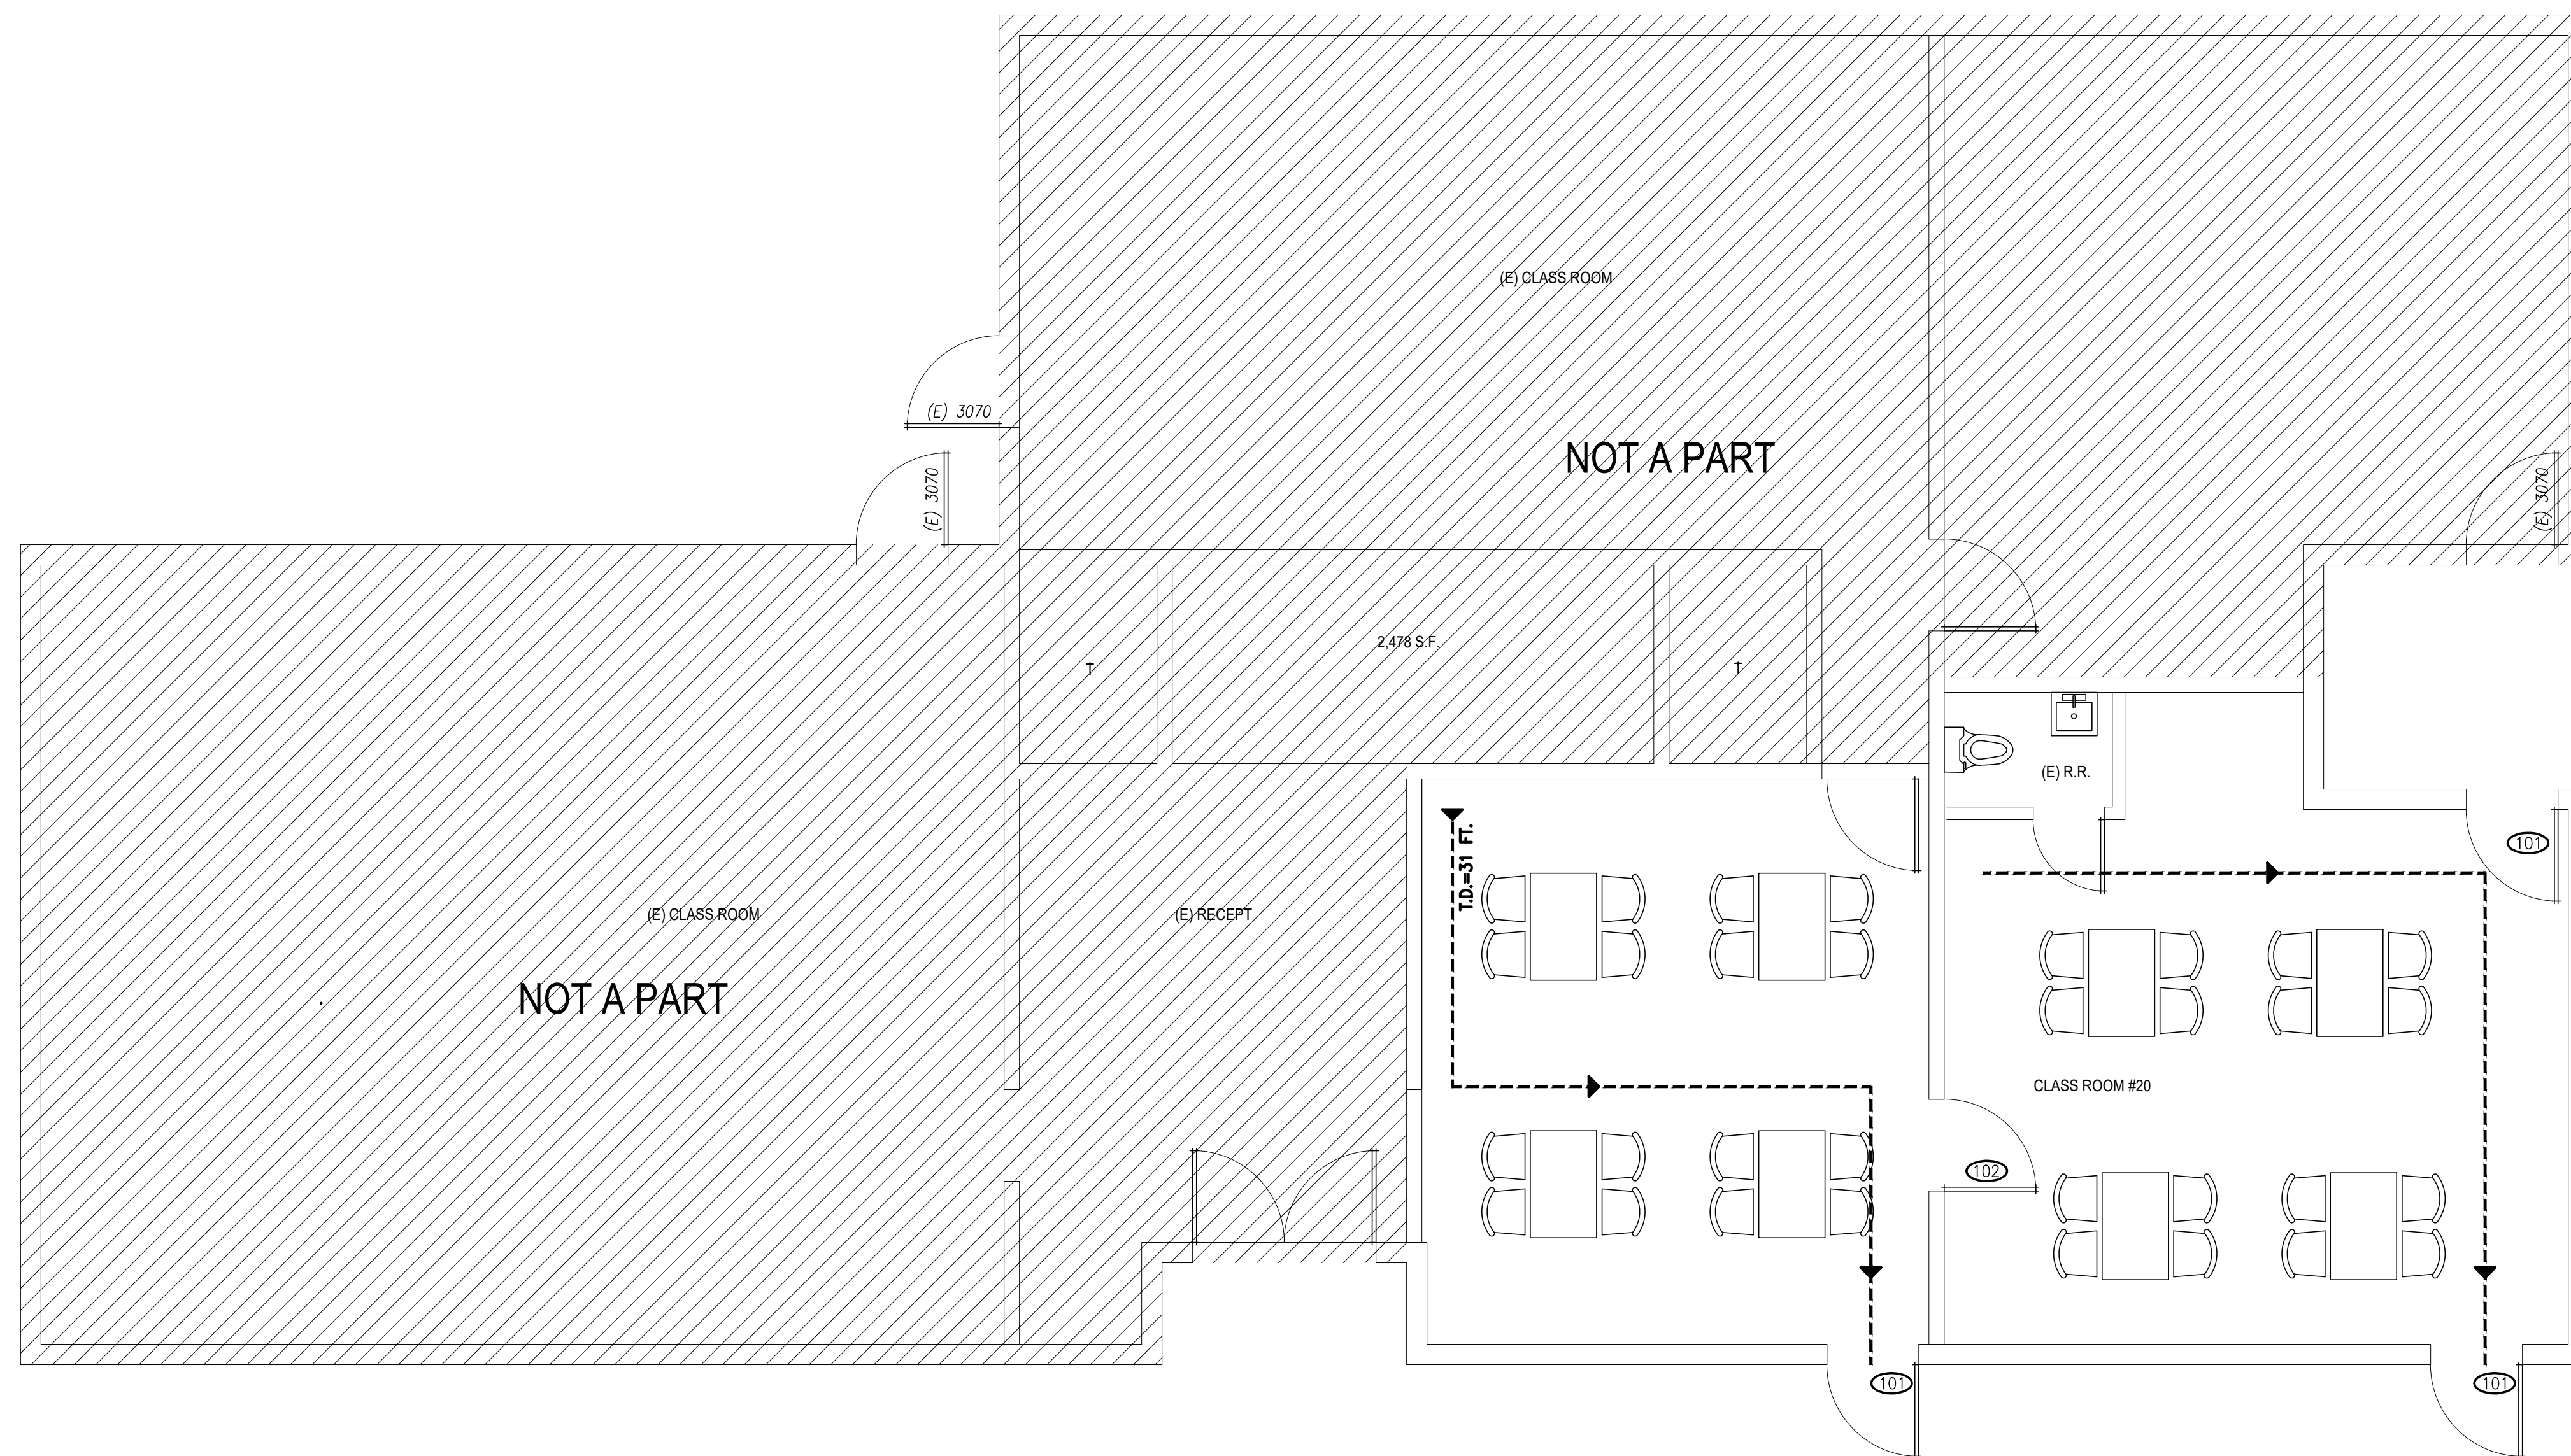 (E) CLASS ROOM
(E) 3070
NOT A PART
(E) 3070
(E) 3070
2,478 S.F.
T
T
(E) R.R.
T.D.=31 FT.
101
(E) CLASS ROOM
(E) RECEPT
NOT A PART
CLASS ROOM #20
102
101
101